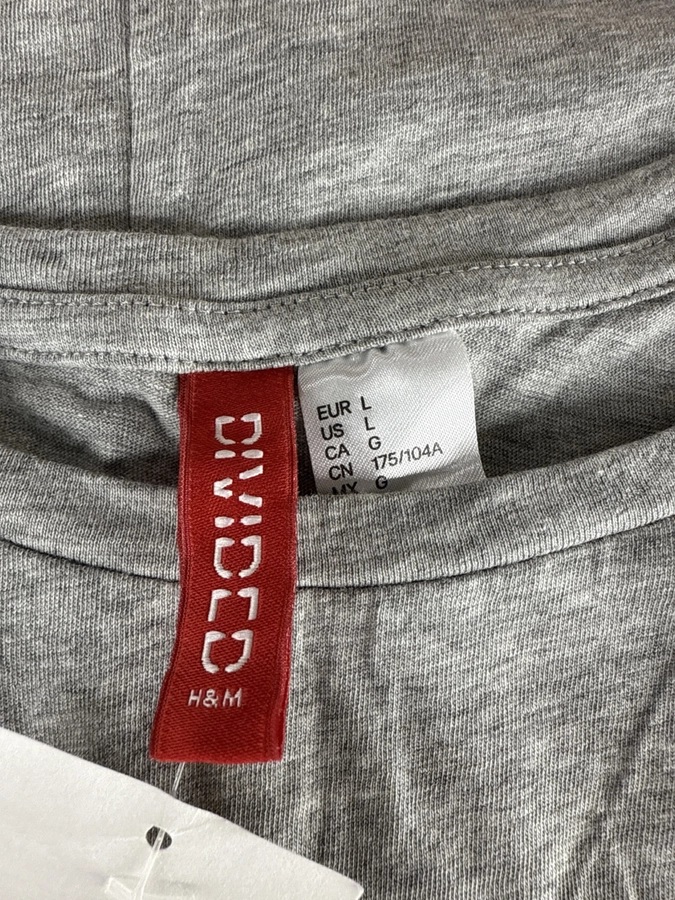 DIVIDED
H&M
EUR L
US L
CA G
CN 175/104A
MX G